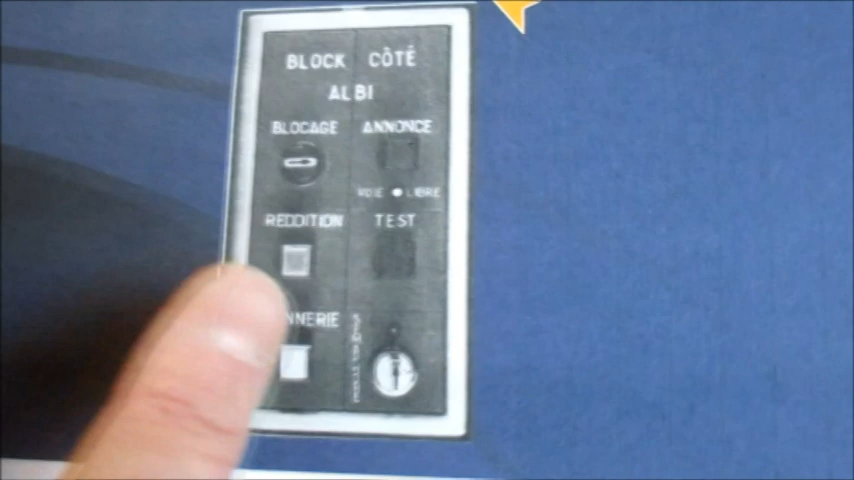 BLOCK CÔTÉ
ALBI
BLOCAGE ANNONCE
VOIE LIBRE
REDDITION TEST
NNERIE